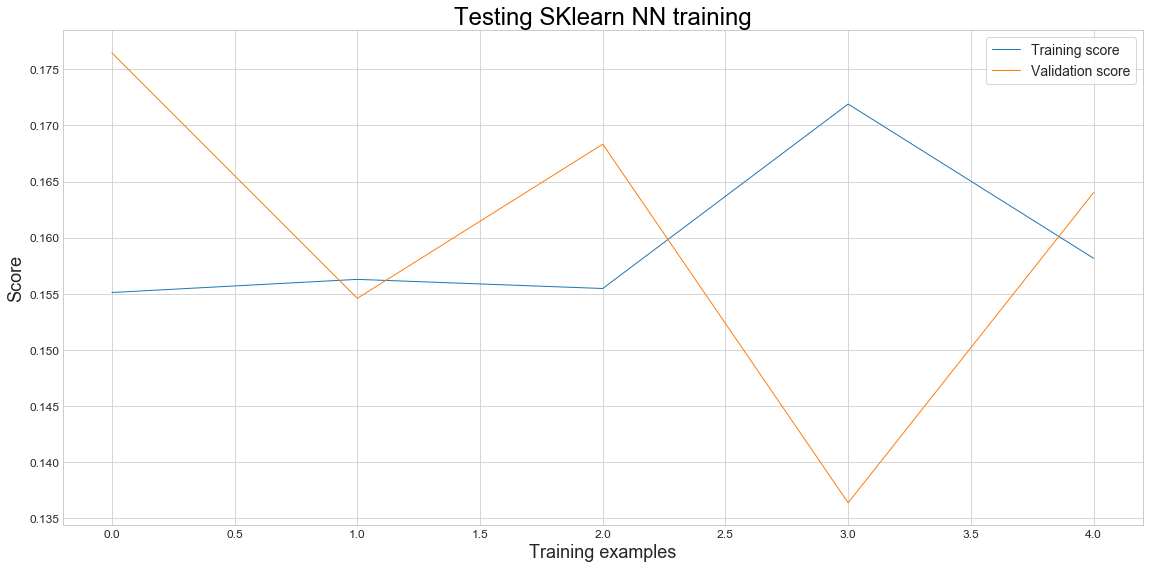 Testing SKlearn NN training
Training score
Validation score
0.175
0.170
0.165
0.160
0.155
0.150
0.145
0.140
0.135
Score
0.0 0.5 1.0 1.5 2.0 2.5 3.0 3.5 4.0
Training examples